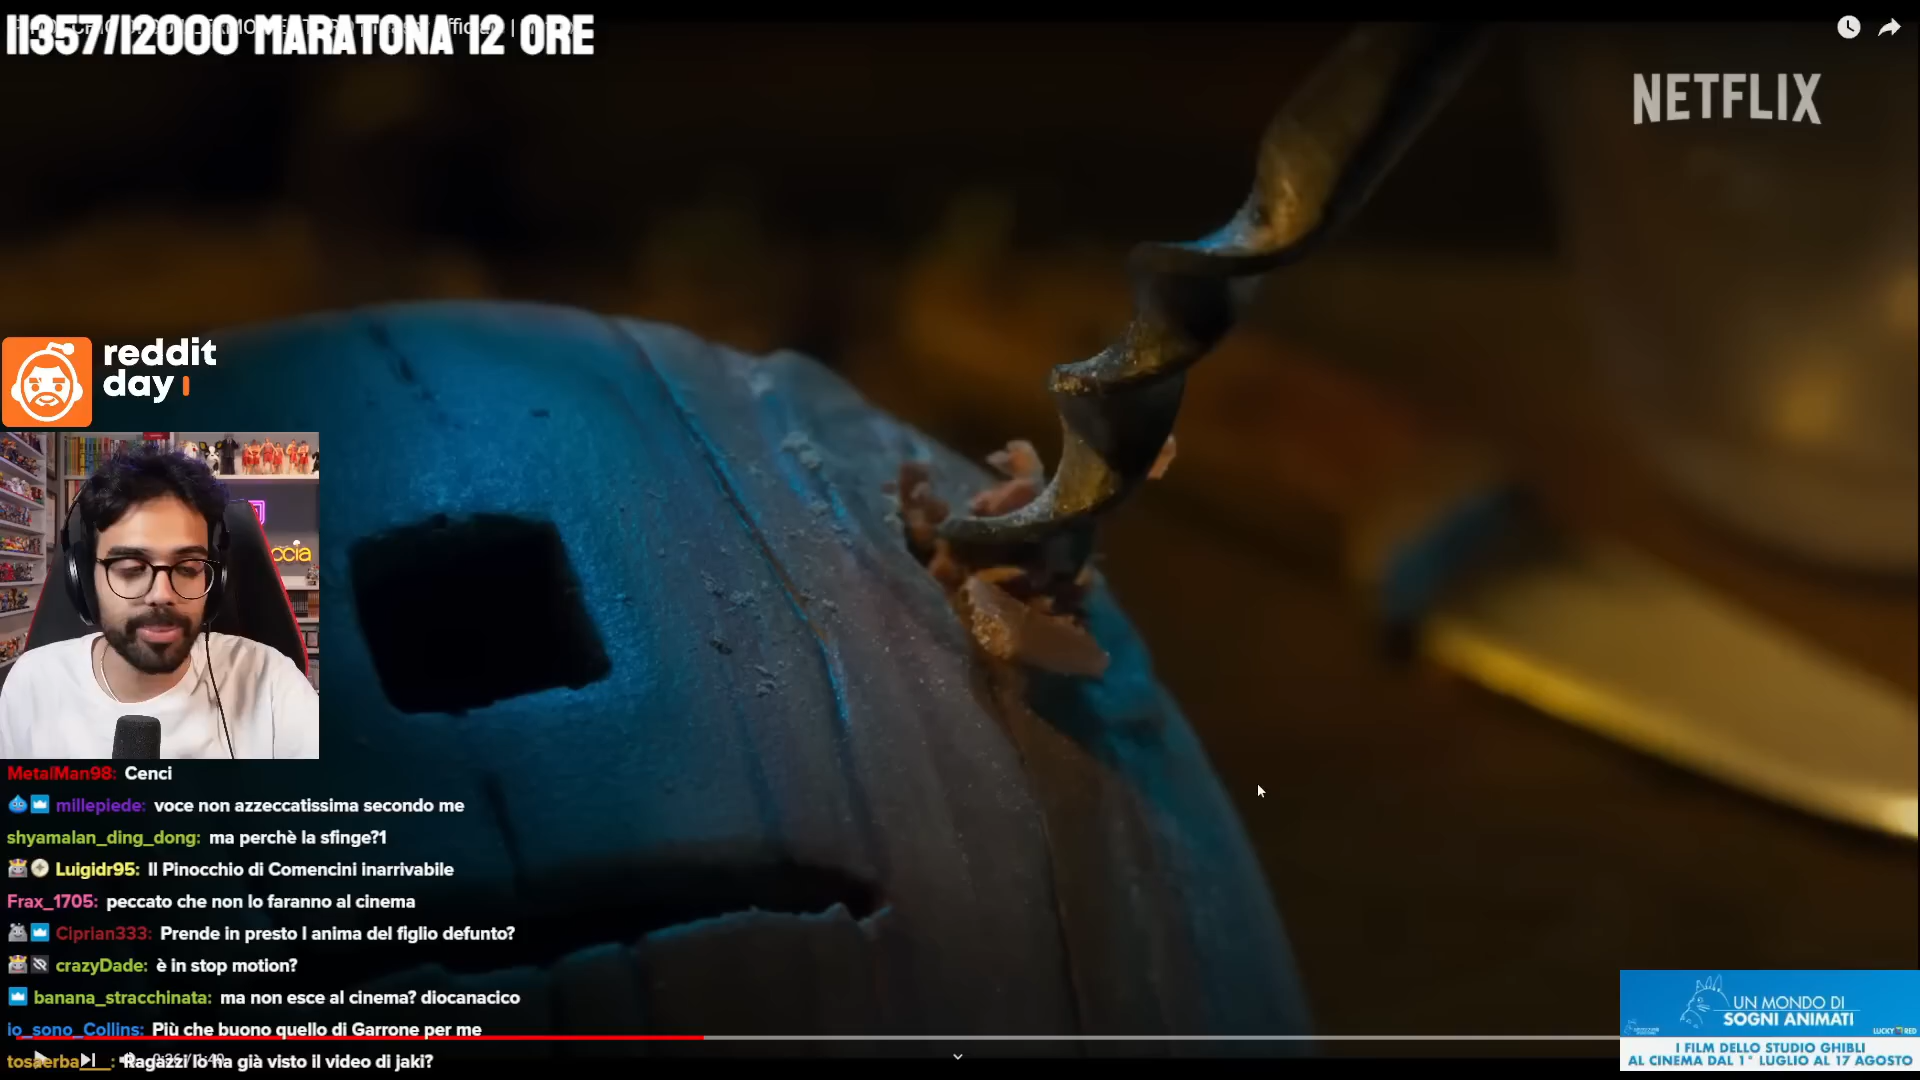 11357/12000 MARATONA 12 ORE
NETFLIX
reddit
day
ccia
MetalMan98: Cenci
millepiede: voce non azzeccatissima secondo me
shyamalan_ding_dong: ma perchè la sfinge?1
Luigidr95: Il Pinocchio di Comencini inarrivabile
Frax_1705: peccato che non lo faranno al cinema
Ciprian333: Prende in presto l anima del figlio defunto?
crazyDade: è in stop motion?
banana_stracchinata: ma non esce al cinema? diocanacico
io_sono_Collins: Più che buono quello di Garrone per me
Ragazzi lo ha già visto il video di jaki?
UN MONDO DI
SOGNI ANIMATI
LUCKY RED
I FILM DELLO STUDIO GHIBLI
AL CINEMA DAL 1° LUGLIO AL 17 AGOSTO